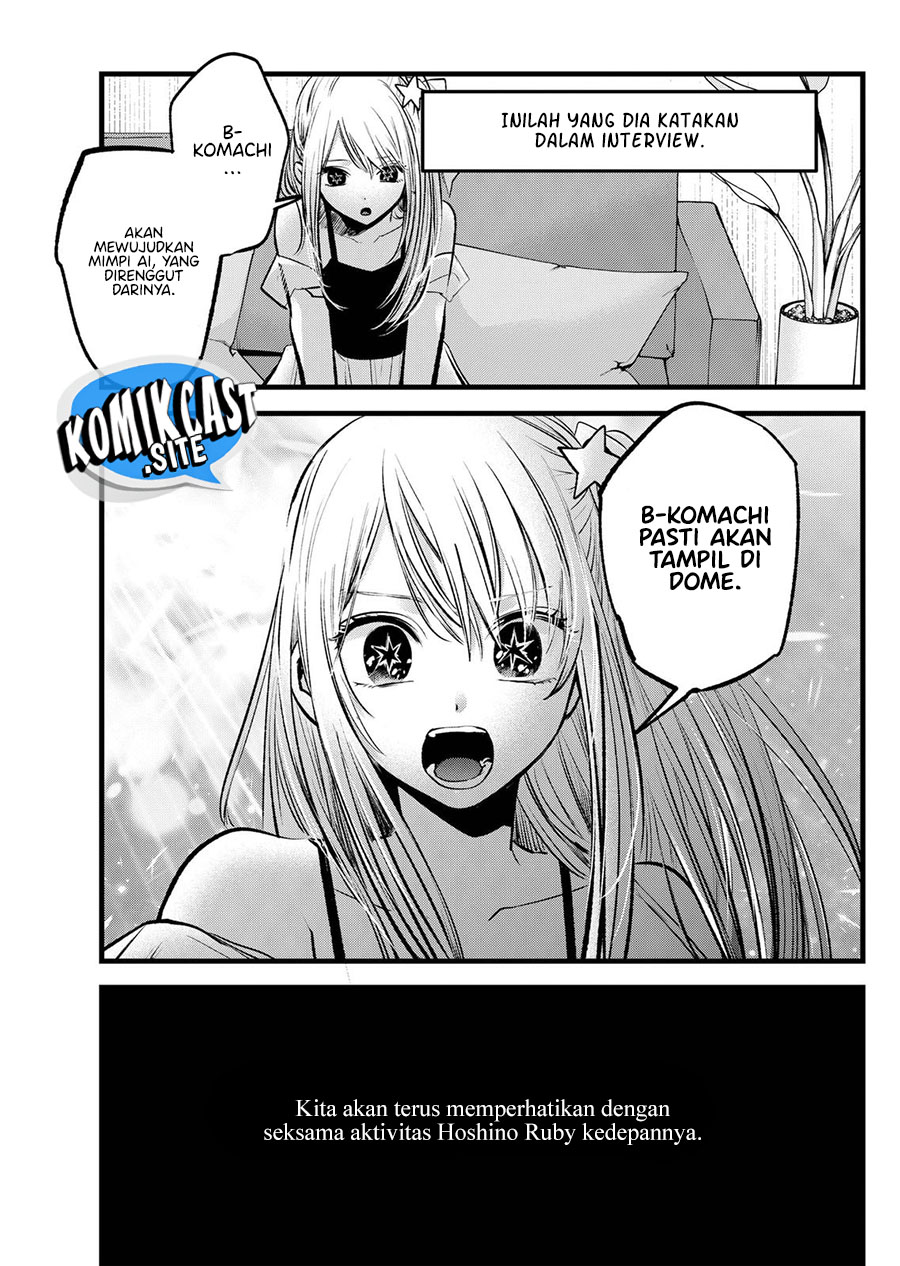 INILAH YANG DIA KATAKAN
DALAM INTERVIEW.
B-
KOMACHI
...
AKAN
MEWUJUDKAN
MIMPI AI, YANG
DIRENGGUT
DARINYA.
KOMIKCAST
.SITE
B-KOMACHI
PASTI AKAN
TAMPIL DI
DOME.
Kita akan terus memperhatikan dengan
seksama aktivitas Hoshino Ruby kedepannya.